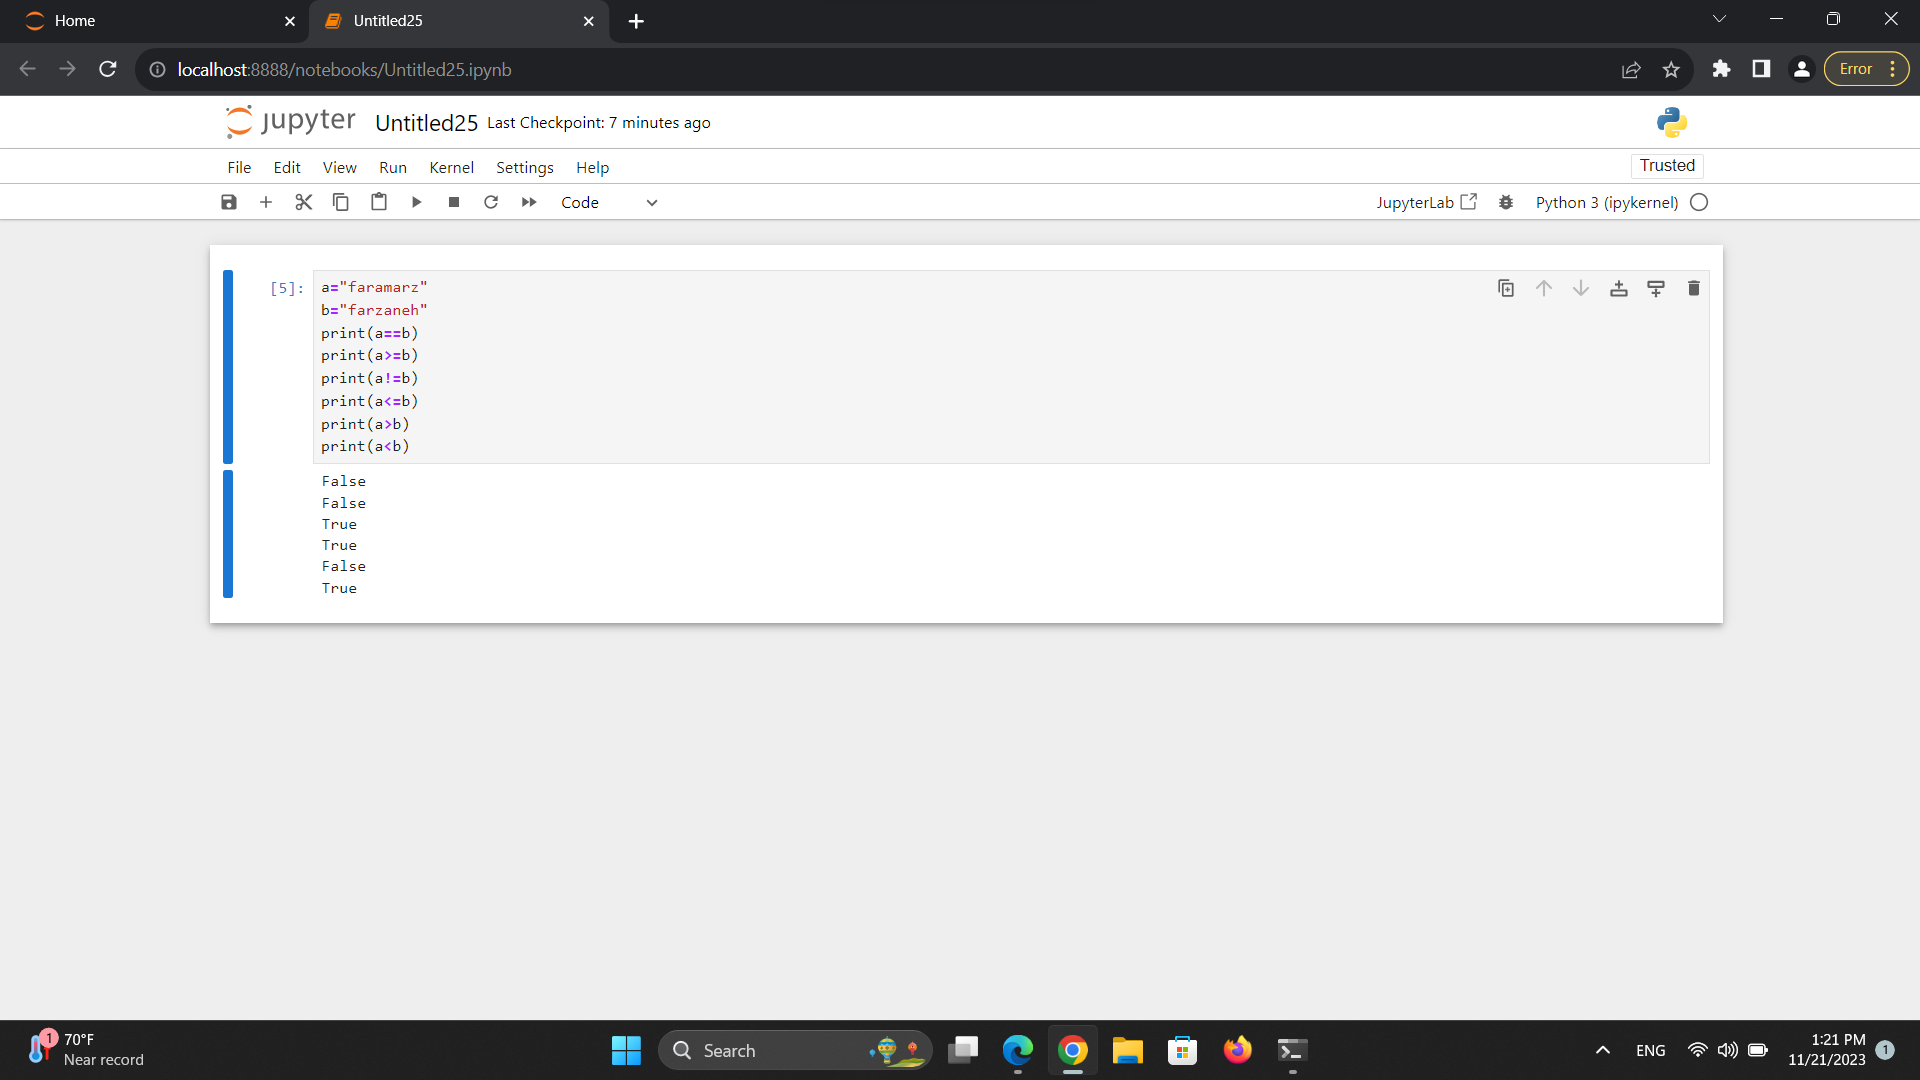 Home
Untitled25
localhost:8888/notebooks/Untitled25.ipynb
Error
jupyter Untitled25 Last Checkpoint: 7 minutes ago
File Edit View Run Kernel Settings Help
Trusted
Code
JupyterLab
Python 3 (ipykernel)
[5]:
a="faramarz"
b="farzaneh"
print(a==b)
print(a>=b)
print(a!=b)
print(a<=b)
print(a>b)
print(a<b)
False
False
True
True
False
True
1
70°F
Near record
Search
ENG
1:21 PM
11/21/2023
1